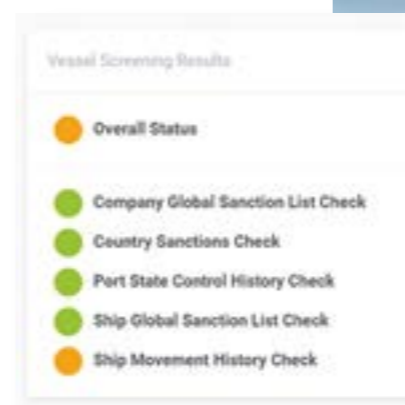 Vessel Screening Results
Overall Status
Company Global Sanction List Check
Country Sanctions Check
Port State Control History Check
Ship Global Sanction List Check
Ship Movement History Check